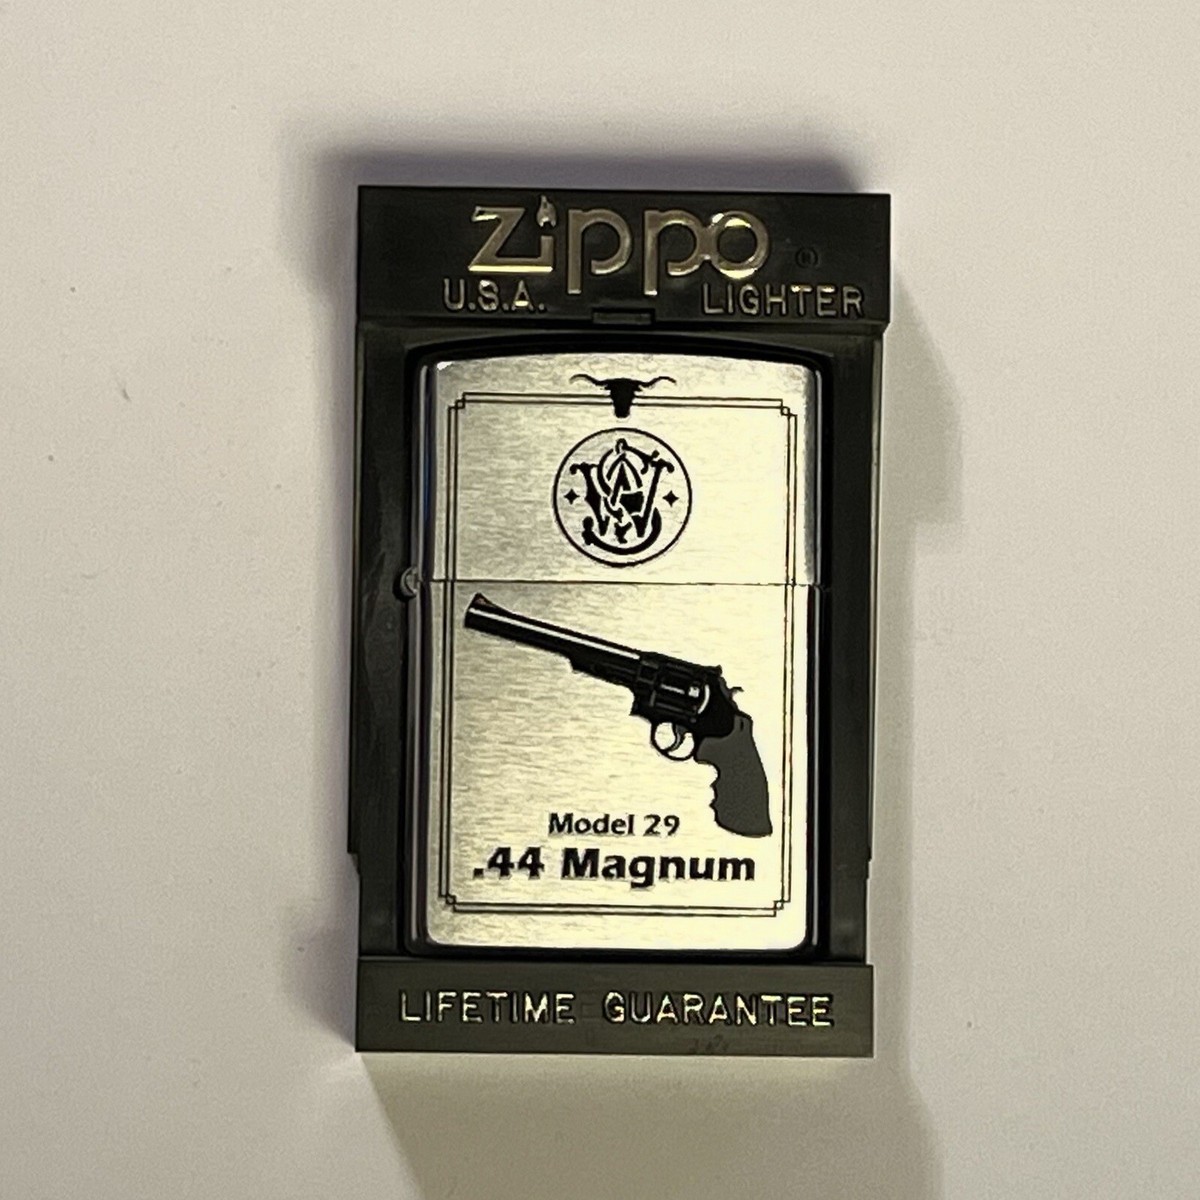 Zippo ®
U.S.A. LIGHTER
S W
Model 29
.44 Magnum
LIFETIME GUARANTEE